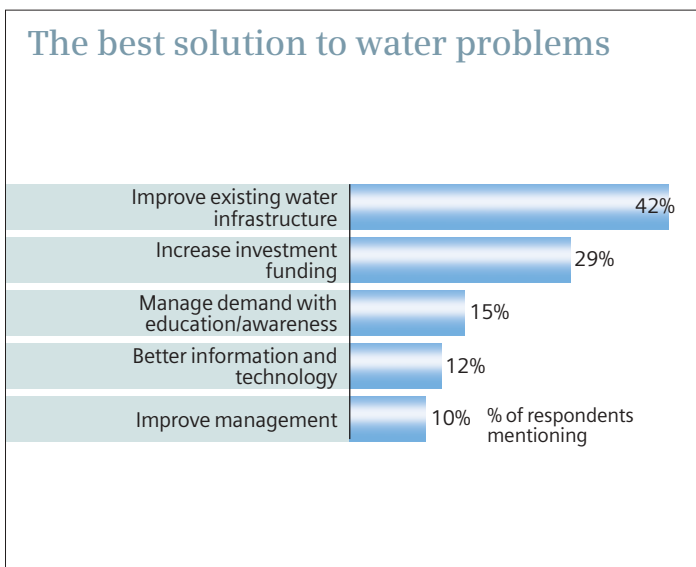 The best solution to water problems
Improve existing water
infrastructure
42%
Increase investment
funding
29%
Manage demand with
education/awareness
15%
Better information and
technology
12%
Improve management
10%
% of respondents
mentioning